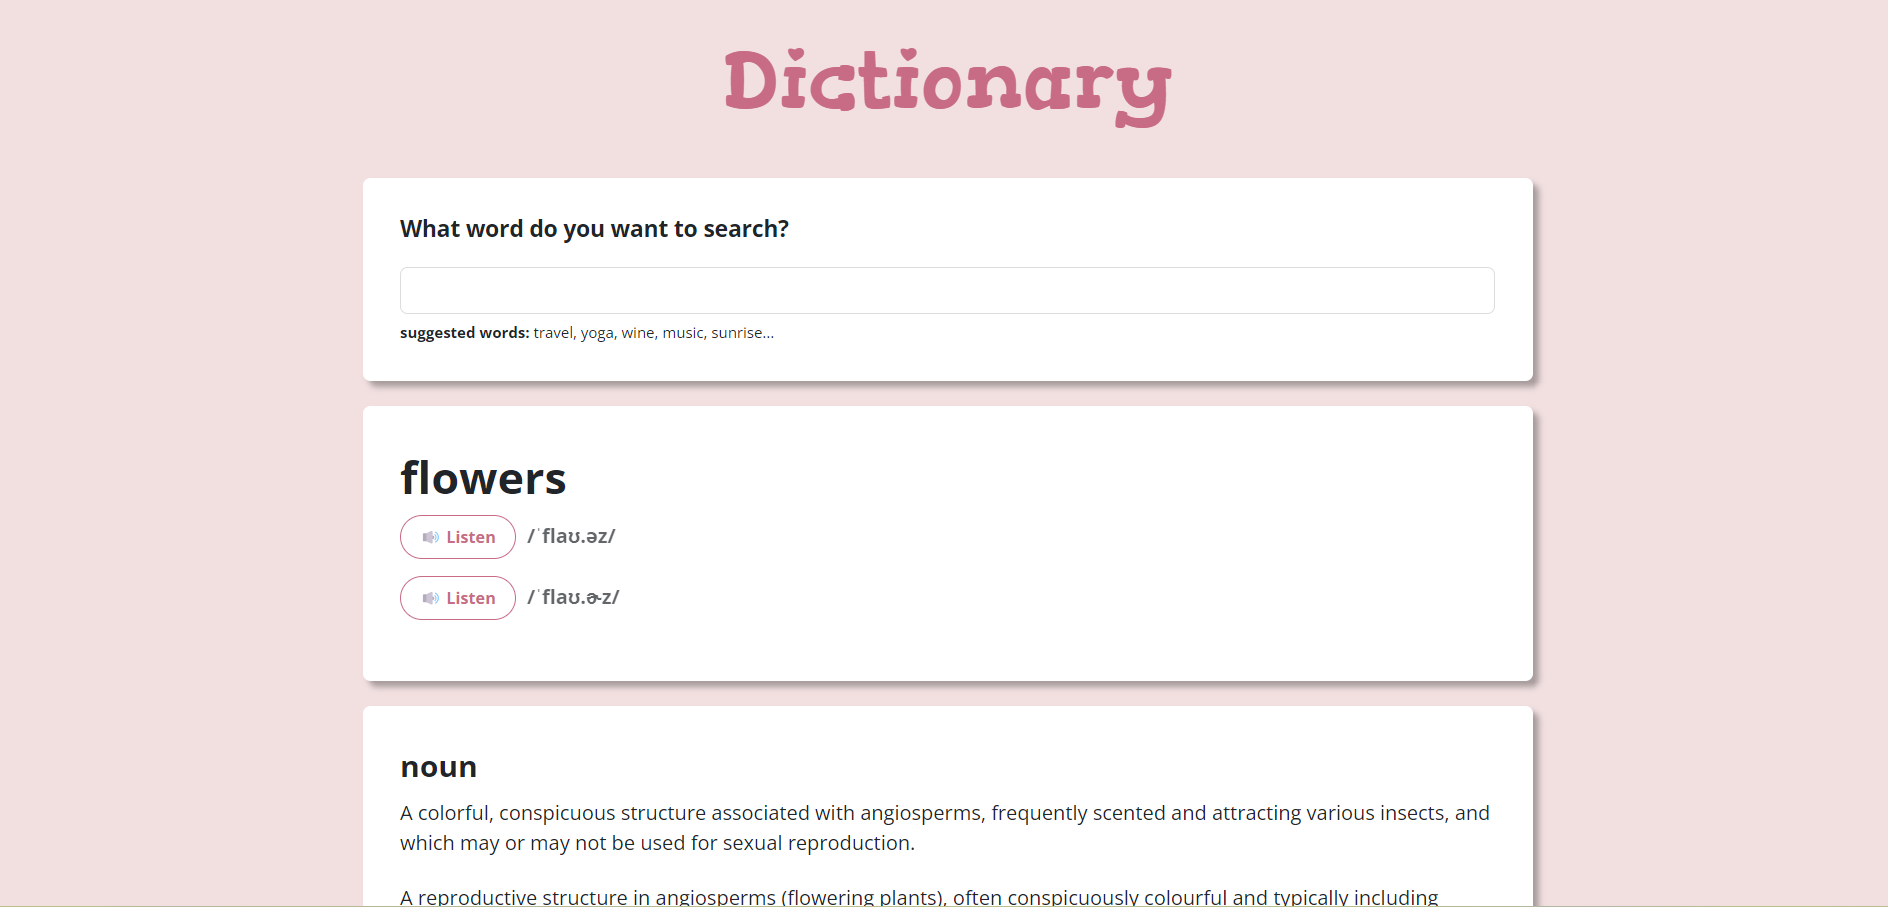 Dictionary
What word do you want to search?
suggested words: travel, yoga, wine, music, sunrise...
flowers
🔊 Listen /ˈflaʊ.əz/
🔊 Listen /ˈflaʊ.ɚz/
noun
A colorful, conspicuous structure associated with angiosperms, frequently scented and attracting various insects, and
which may or may not be used for sexual reproduction.
A reproductive structure in angiosperms (flowering plants), often conspicuously colourful and typically including